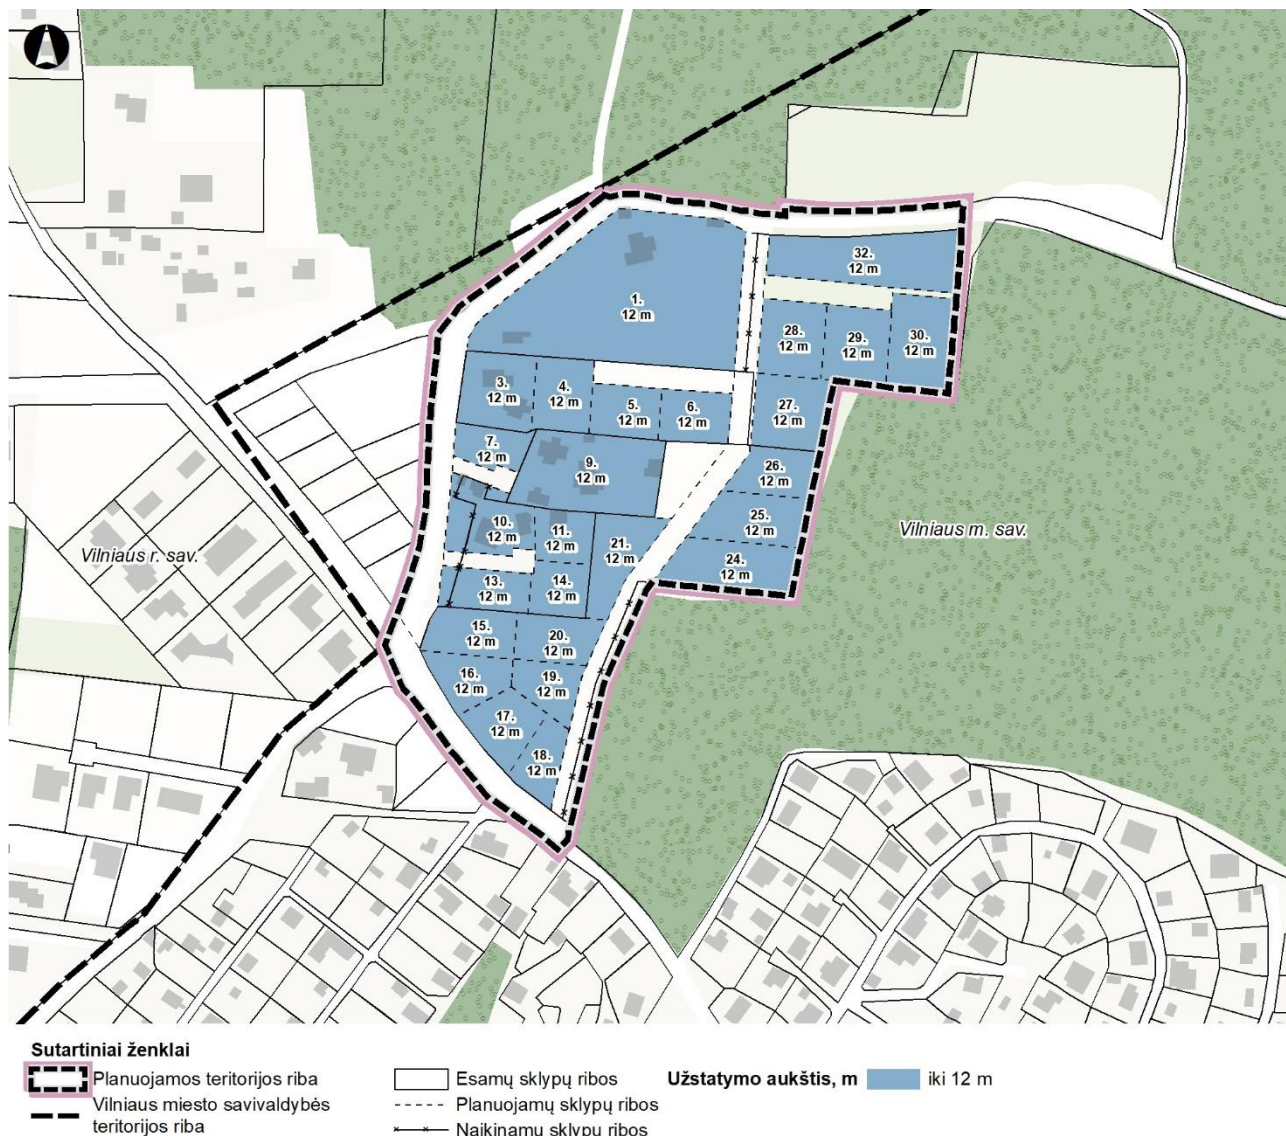 32.
12 m
1.
12 m
28.
12 m
29.
12 m
30.
12 m
3.
12 m
4.
12 m
5.
12 m
6.
12 m
27.
12 m
7.
12 m
9.
12 m
26.
12 m
25.
12 m
10.
12 m
11.
12 m
21.
12 m
24.
12 m
13.
12 m
14.
12 m
15.
12 m
20.
12 m
16.
12 m
19.
12 m
17.
12 m
18.
12 m
Vilniaus r. sav.
Vilniaus m. sav.
Sutartiniai ženklai
Planuojamos teritorijos riba
Vilniaus miesto savivaldybės
teritorijos riba
Esamų sklypų ribos
Planuojamų sklypų ribos
Naikinamų sklypų ribos
Užstatymo aukštis, m
iki 12 m